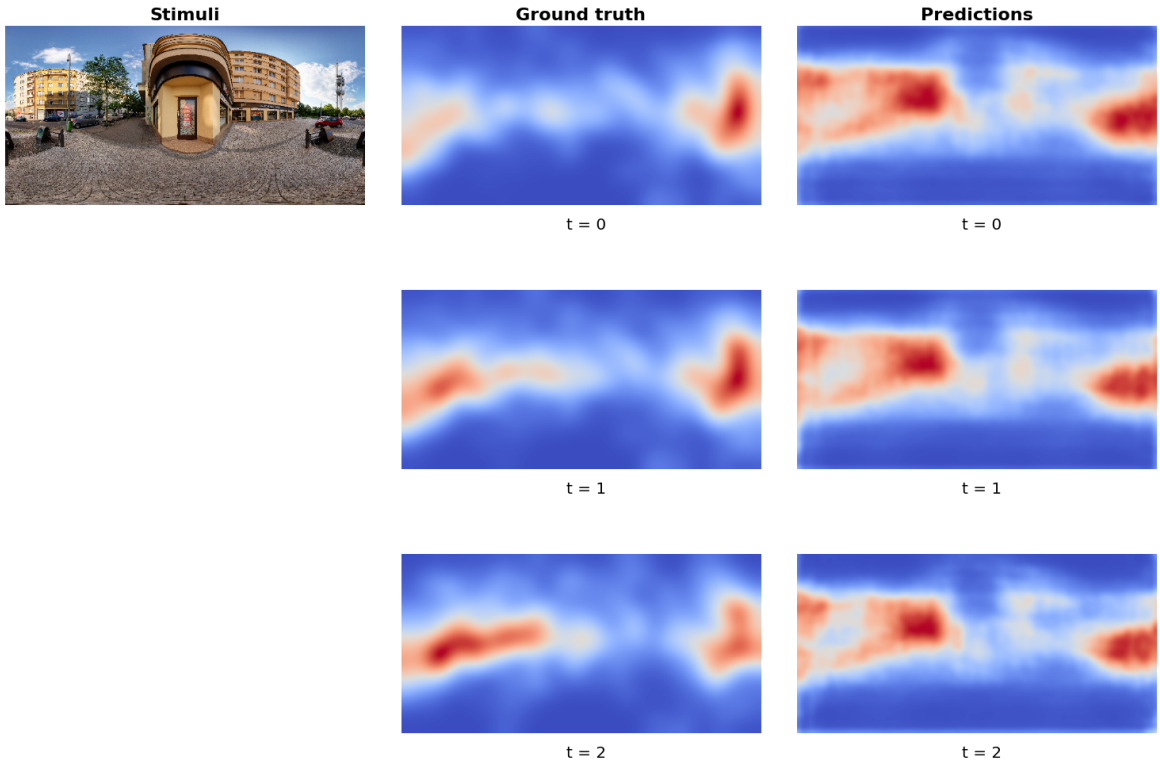 Stimuli Ground truth Predictions
t = 0 t = 0
t = 1 t = 1
t = 2 t = 2